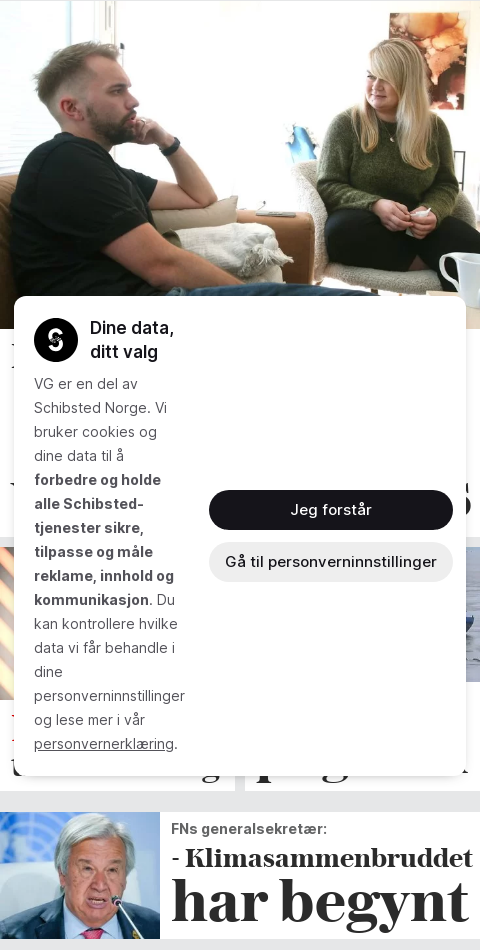 Dine data,
ditt valg
VG er en del av
Schibsted Norge. Vi
bruker cookies og
dine data til å
forbedre og holde
alle Schibsted-
tjenester sikre,
tilpasse og måle
reklame, innhold og
kommunikasjon. Du
kan kontrollere hvilke
data vi får behandle i
dine
personverninnstillinger
og lese mer i vår
personvernerklæring.
Jeg forstår
Gå til personverninnstillinger
FNs generalsekretær:
- Klimasammenbruddet
har begynt